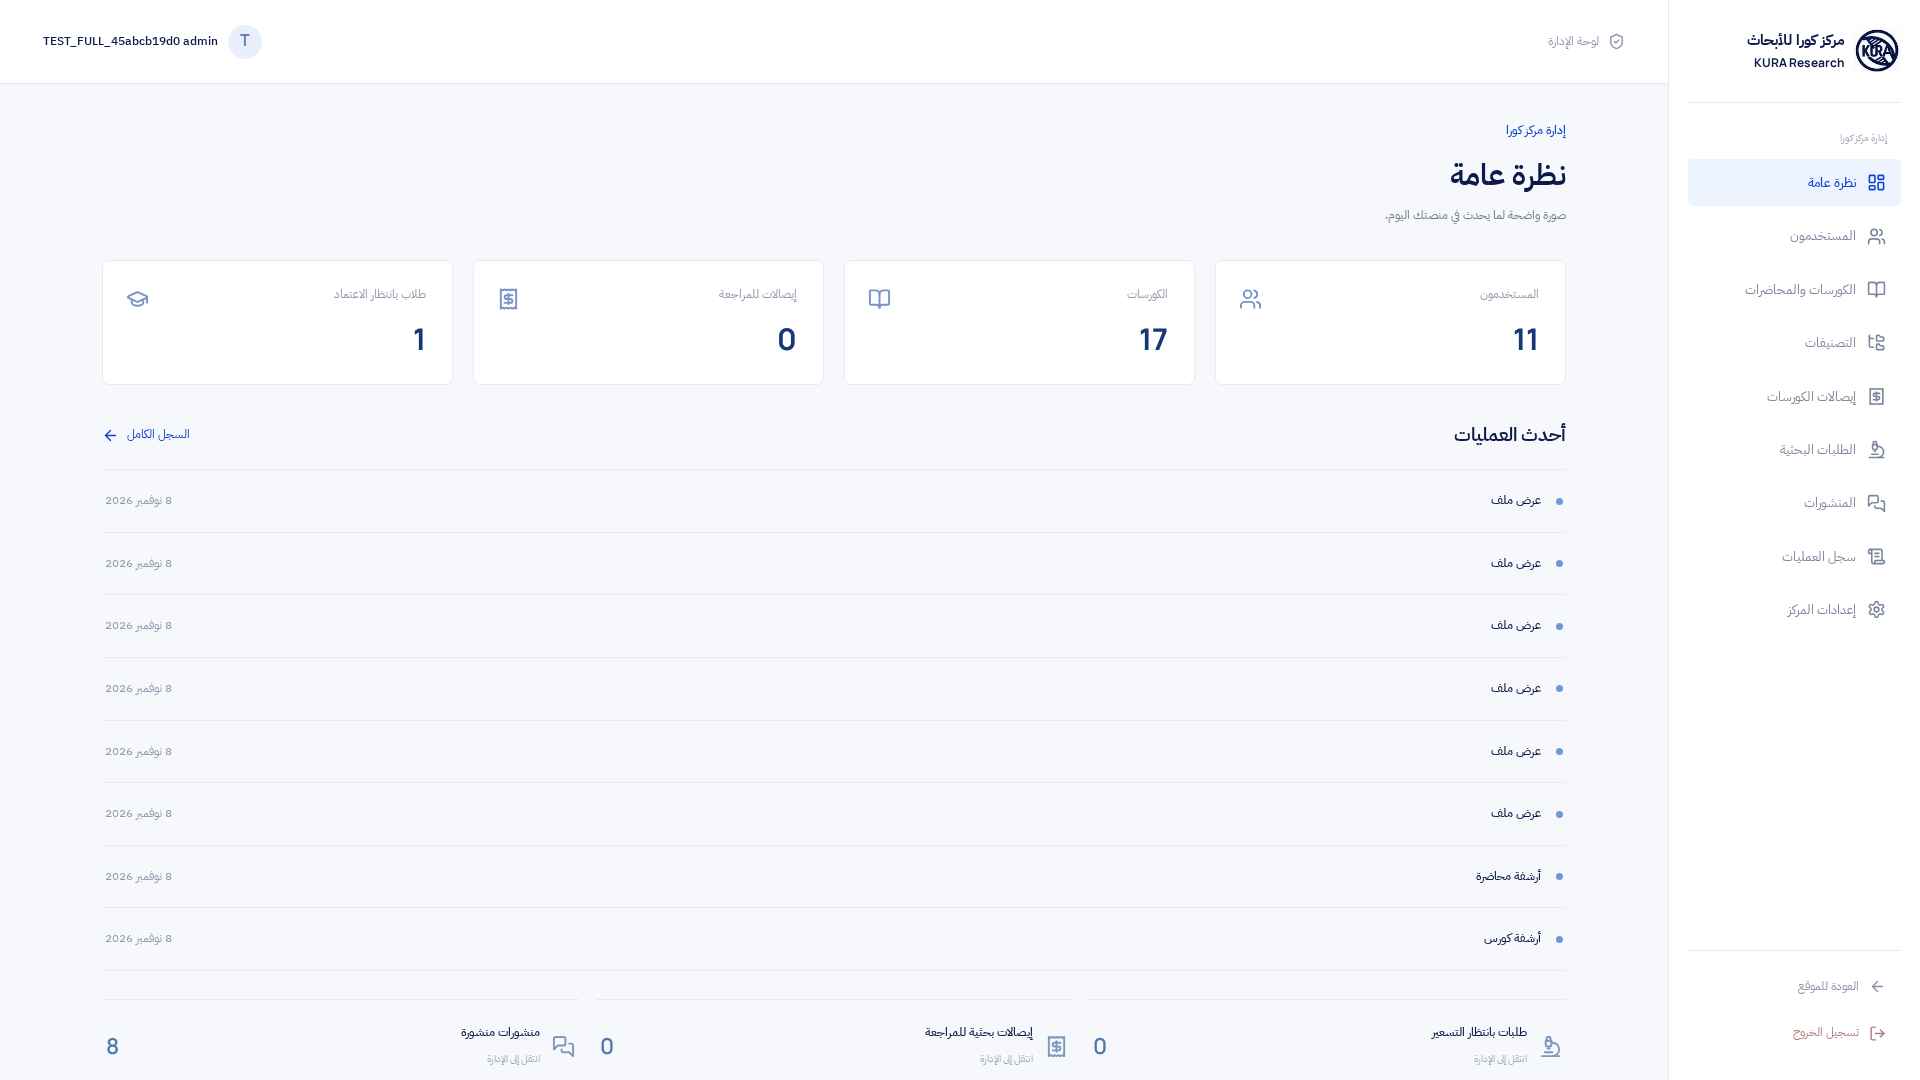 مركز كورا للأبحاث
KURA Research
KURA
إدارة مركز كورا
نظرة عامة
المستخدمون
الكورسات والمحاضرات
التصنيفات
إيصالات الكورسات
الطلبات البحثية
المنشورات
سجل العمليات
إعدادات المركز
العودة للموقع
تسجيل الخروج
لوحة الإدارة
T
TEST_FULL_45abcb19d0 admin
إدارة مركز كورا
نظرة عامة
صورة واضحة لما يحدث في منصتك اليوم.
المستخدمون
11
الكورسات
17
إيصالات للمراجعة
0
طلاب بانتظار الاعتماد
1
أحدث العمليات
السجل الكامل
عرض ملف
8 نوفمبر 2026
عرض ملف
8 نوفمبر 2026
عرض ملف
8 نوفمبر 2026
عرض ملف
8 نوفمبر 2026
عرض ملف
8 نوفمبر 2026
عرض ملف
8 نوفمبر 2026
أرشفة محاضرة
8 نوفمبر 2026
أرشفة كورس
8 نوفمبر 2026
طلبات بانتظار التسعير
انتقل إلى الإدارة
0
إيصالات بحثية للمراجعة
انتقل إلى الإدارة
0
منشورات منشورة
انتقل إلى الإدارة
8